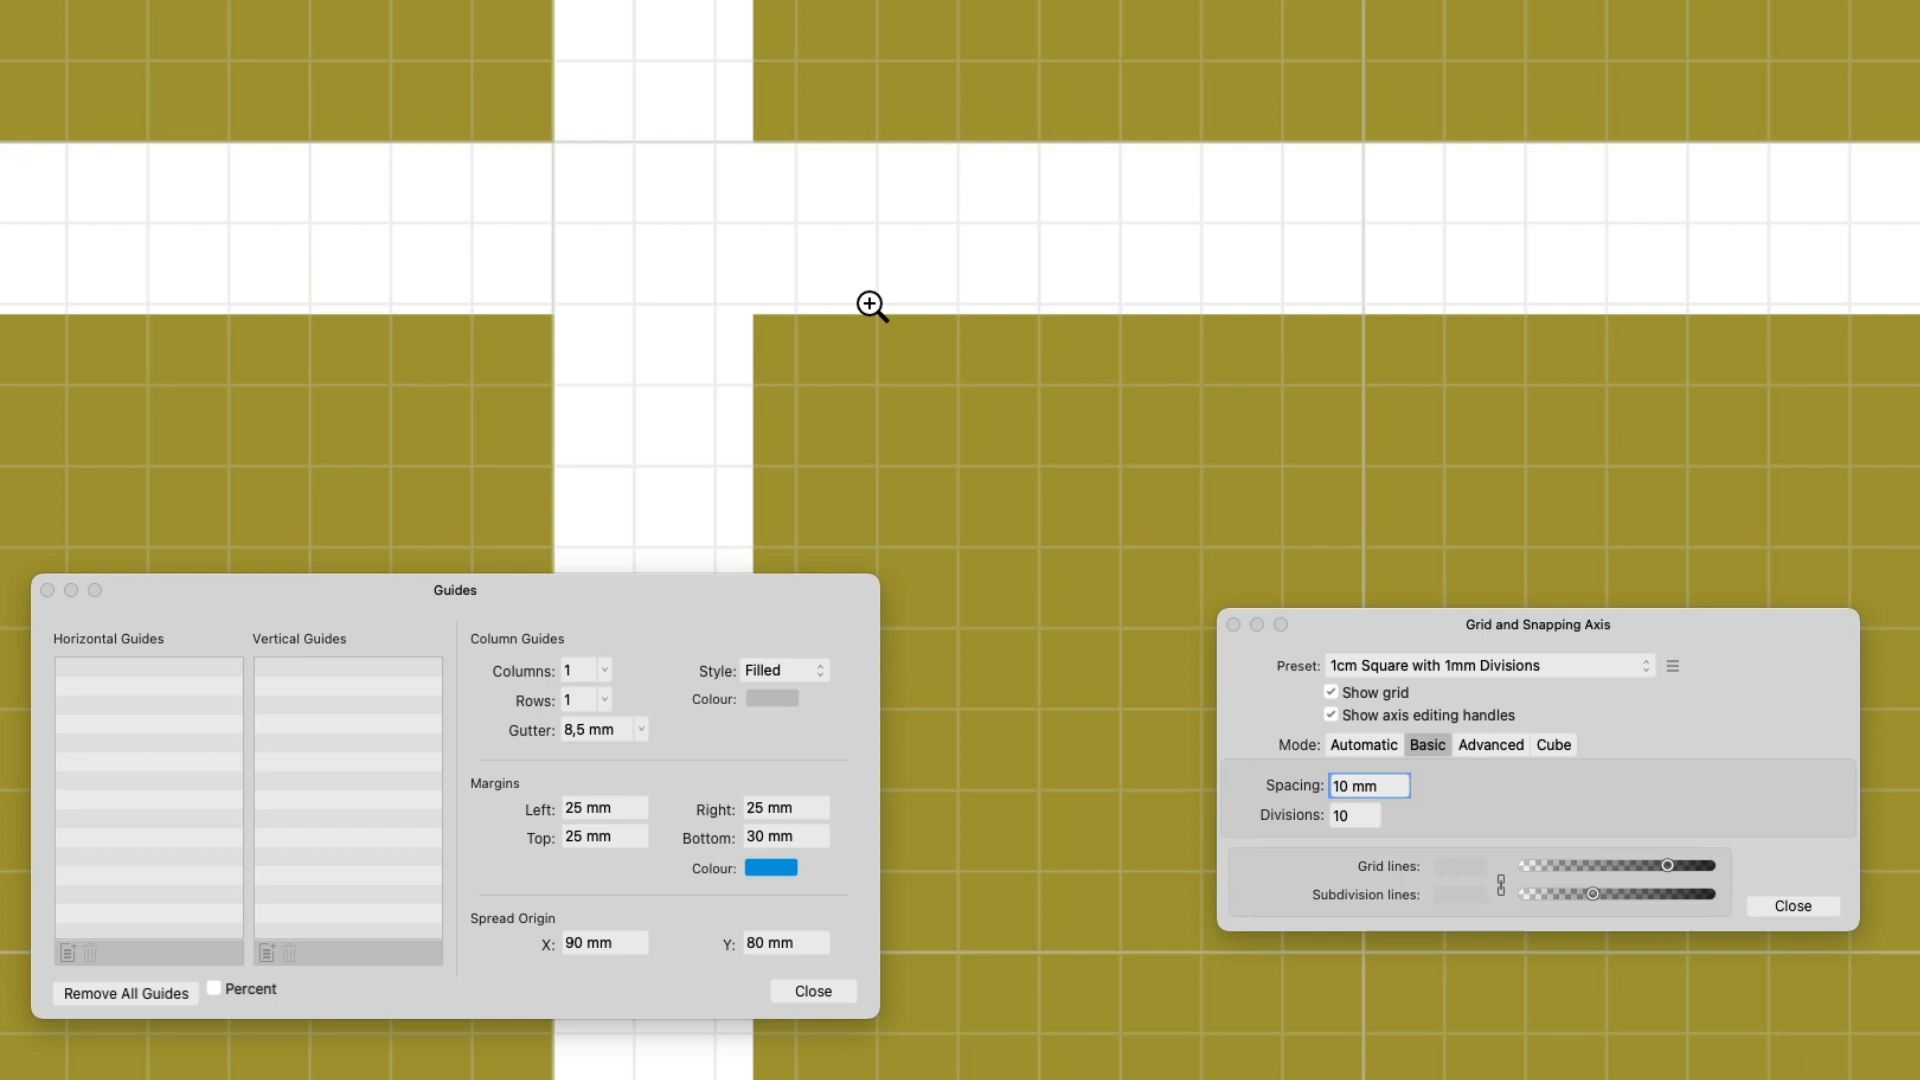 Guides
Horizontal Guides
Vertical Guides
Column Guides
Columns: 1
Style: Filled
Rows: 1
Colour:
Gutter: 8,5 mm
Margins
Left: 25 mm
Right: 25 mm
Top: 25 mm
Bottom: 30 mm
Colour:
Spread Origin
X: 90 mm
Y: 80 mm
Remove All Guides
Percent
Close
Grid and Snapping Axis
Preset: 1cm Square with 1mm Divisions
Show grid
Show axis editing handles
Mode: Automatic Basic Advanced Cube
Spacing: 10 mm
Divisions: 10
Grid lines:
Subdivision lines:
Close